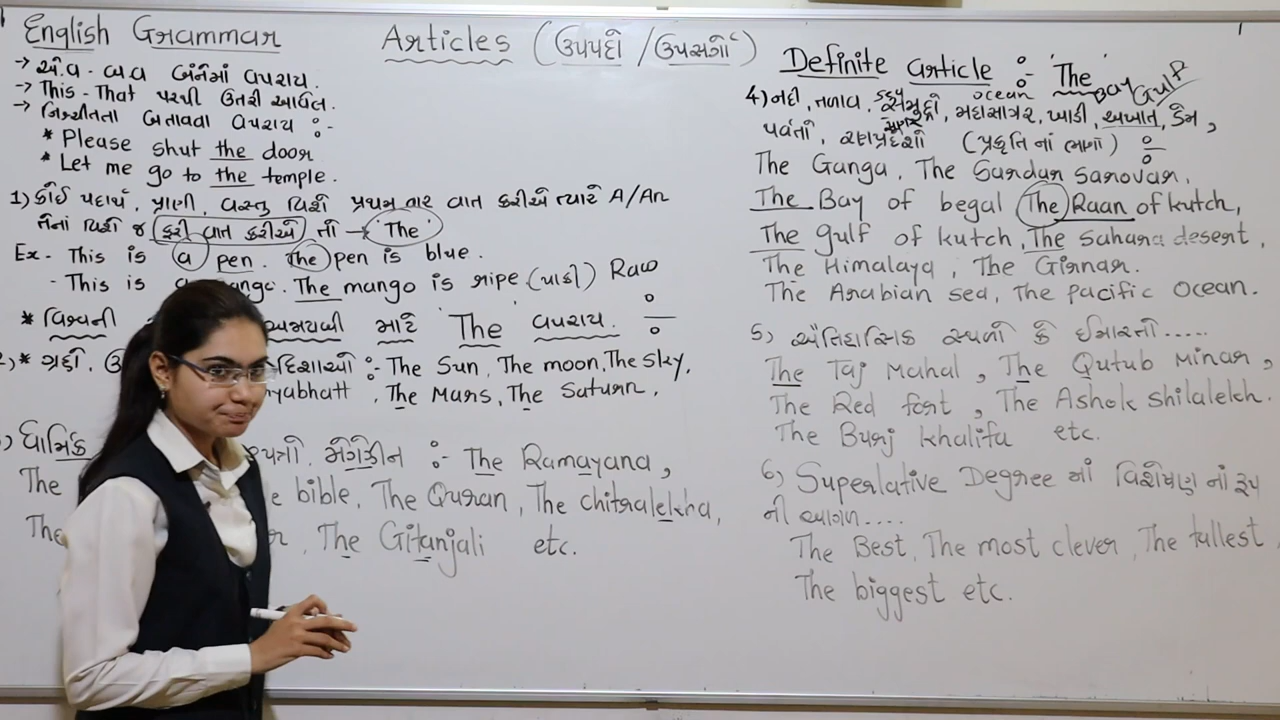 English Grammar
Articles (ઉપપદો / ઉપસર્ગો)
→ એ.વ - બ.વ બંનેમાં વપરાય.
→ This - That પરથી ઉતરી આવેલ.
→ નિશ્ચીતતા બતાવવા વપરાય :-
* Please shut the door
* Let me go to the temple.
1) કોઈ પદાર્થ, પ્રાણી, વસ્તુ વિશે પ્રથમ વાર વાત કરીએ ત્યારે A/An
તેના વિશે જ ફરી વાત કરીએ તો → The
Ex - This is a pen. The pen is blue.
- This is a mango. The mango is ripe (પાકી) Raw
* વિશ્વની માટે 'The વપરાય. :-
* ગ્રહો, દિશાઓ :- The Sun, The moon, The sky,
The Mars, The Saturn,
ધાર્મિક મેગેઝીન :- The Ramayana,
The bible, The Quran, The chitralekha,
The The Gitanjali etc.
Definite article :- 'The
Bay Gulf
ocean
4) નદી, તળાવ, સમુદ્રો, મહાસાગર, ખાડી, અખાત, ડેમ,
પર્વતો, રણપ્રદેશો (પ્રકૃતિનાં ભાગો) :-
The Ganga, The Sardar Sarovar,
The Bay of begal The Raan of kutch,
The gulf of kutch, The Sahara desert,
The Himalaya, The Girnar.
The Arabian sea, The pacific Ocean.
5) ઐતિહાસિક સ્થળો કે ઈમારતો.....
The Taj Mahal, The Qutub Minar,
The Red fort, The Ashok shilalekh.
The Burj khalifa etc.
6) Superlative Degree માં વિશેષણ નાં રૂપ
ની આગળ....
The Best, The most clever, The tallest,
The biggest etc.